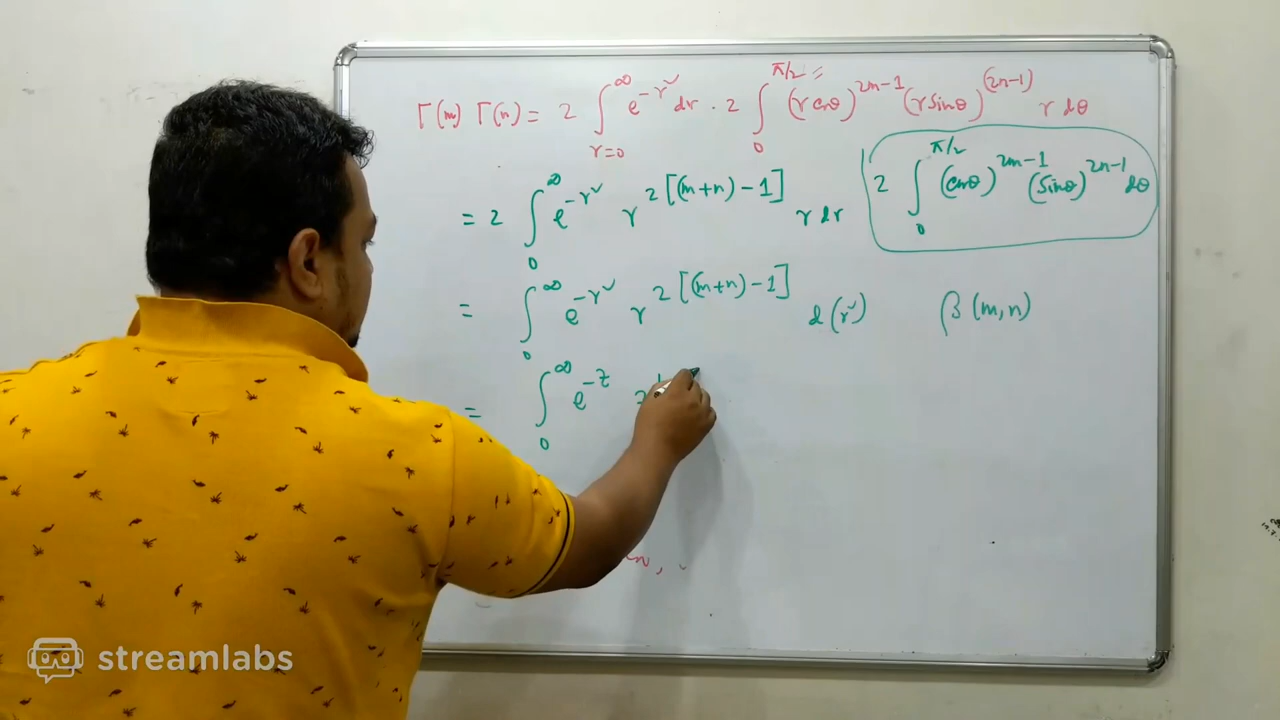 Γ(m) Γ(n) = 2 ∫_{r=0}^{∞} e^{-r²} dr · 2 ∫_{0}^{π/2} (r cosθ)^{2m-1} (r sinθ)^{(2n-1)} r dθ
= 2 ∫_{0}^{∞} e^{-r²} r^{2[(m+n)-1]} r dr 2 ∫_{0}^{π/2} (cosθ)^{2m-1} (sinθ)^{2n-1} dθ
= ∫_{0}^{∞} e^{-r²} r^{2[(m+n)-1]} d(r²) β(m,n)
= ∫_{0}^{∞} e^{-z}
streamlabs